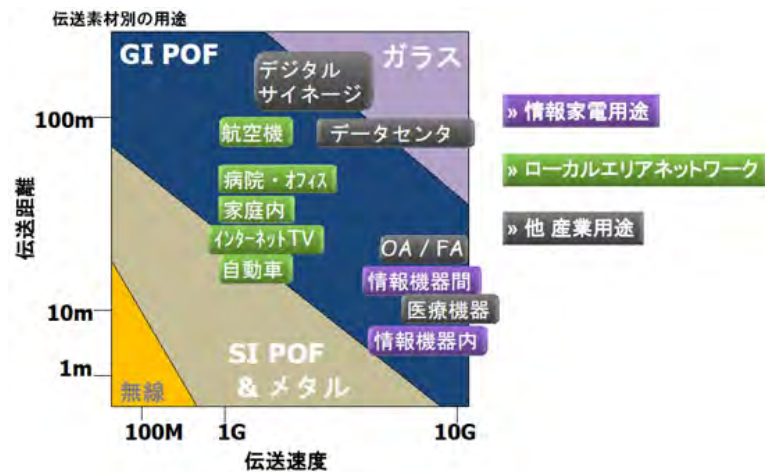 伝送素材別の用途
GI POF
ガラス
デジタル
サイネージ
100m
航空機
データセンタ
» 情報家電用途
病院・オフィス
» ローカルエリアネットワーク
家庭内
伝送距離
インターネットTV
OA / FA
» 他 産業用途
自動車
情報機器間
10m
医療機器
SI POF
& メタル
情報機器内
1m
無線
100M
1G
10G
伝送速度